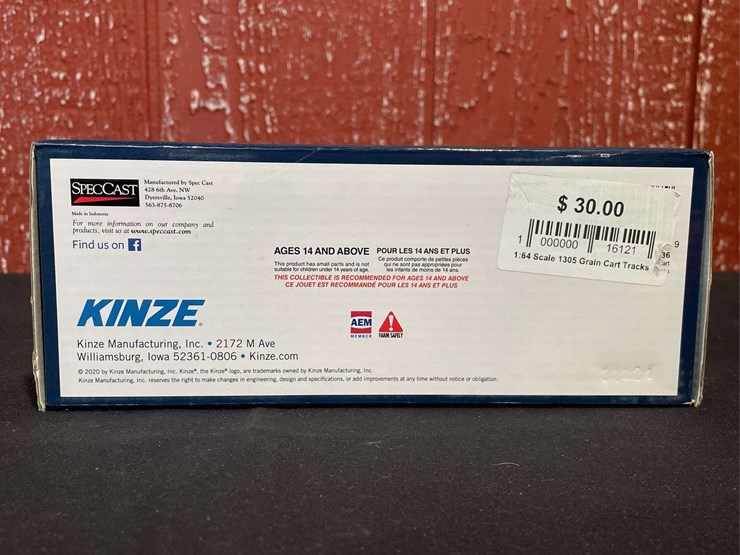 SPECCAST
Manufactured by Spec Cast
428 6th Ave. NW
Dyersville, Iowa 52040
563-875-8706
Made in Indonesia
For more information on our company and
products, visit us at www.speccast.com
Find us on f
AGES 14 AND ABOVE
This product has small parts and is not
suitable for children under 14 years of age.
POUR LES 14 ANS ET PLUS
Ce produit comporte de petites pièces
qui ne sont pas appropriées pour
les infants de moins de 14 ans.
THIS COLLECTIBLE IS RECOMMENDED FOR AGES 14 AND ABOVE
CE JOUET EST RECOMMANDÉ POUR LES 14 ANS ET PLUS
$ 30.00
1 000000 16121 9
1:64 Scale 1305 Grain Cart Tracks
KINZE®
Kinze Manufacturing, Inc. • 2172 M Ave
Williamsburg, Iowa 52361-0806 • Kinze.com
AEM
MEMBER
FARM SAFETY
© 2020 by Kinze Manufacturing, Inc. Kinze®, the Kinze® logo, are trademarks owned by Kinze Manufacturing, Inc.
Kinze Manufacturing, Inc. reserves the right to make changes in engineering, design and specifications, or add improvements at any time without notice or obligation.